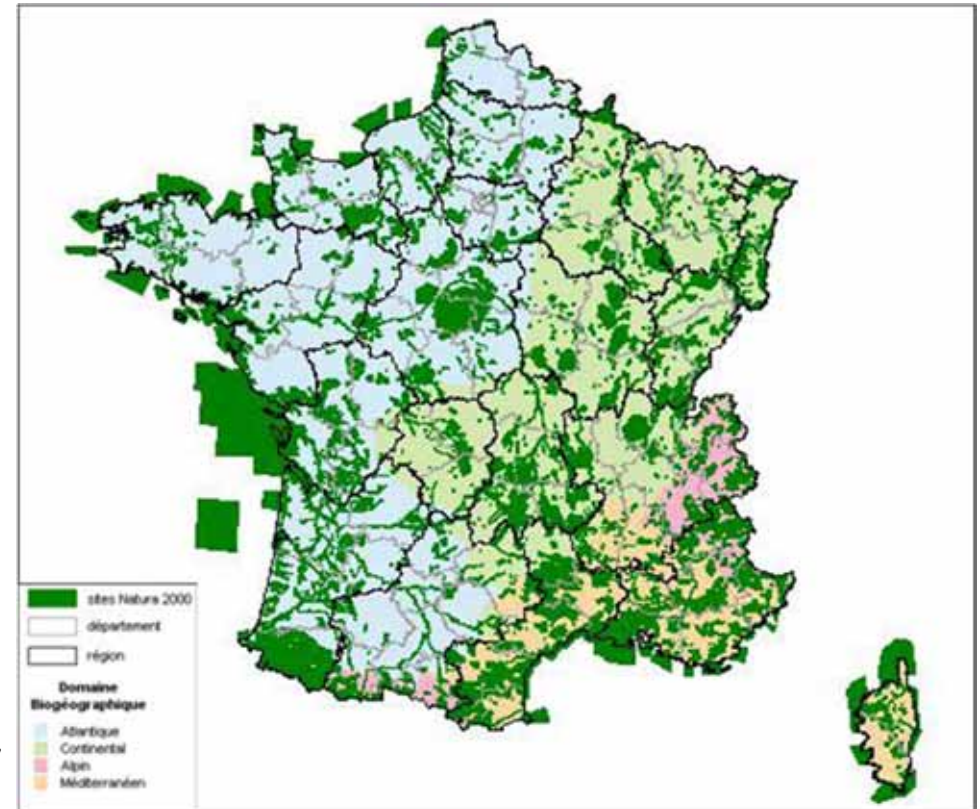 sites Natura 2000
département
région
Domaine
Biogéographique
Atlantique
Continental
Alpin
Méditerranéen